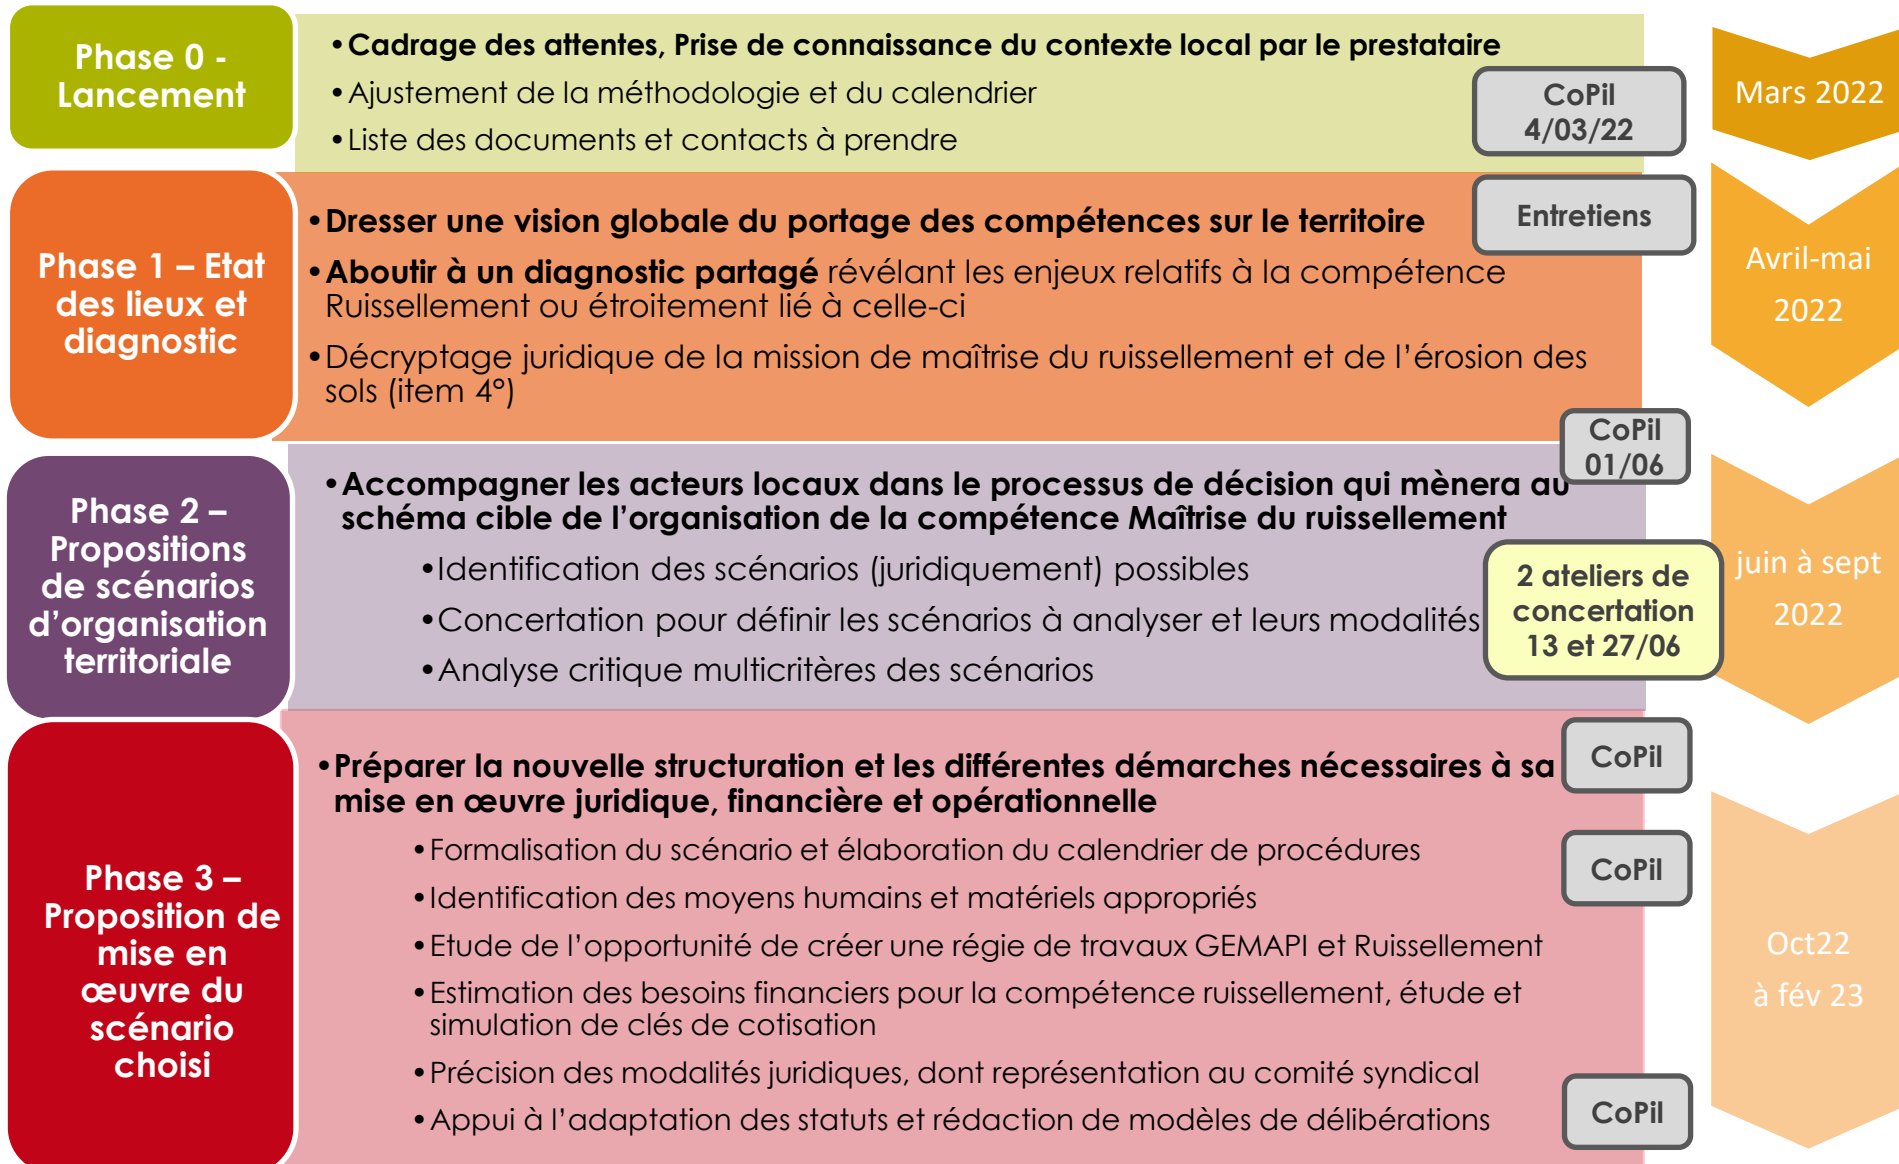 Phase 0 -
Lancement
•Cadrage des attentes, Prise de connaissance du contexte local par le prestataire
•Ajustement de la méthodologie et du calendrier
•Liste des documents et contacts à prendre
CoPil
4/03/22
Mars 2022
Phase 1 – Etat
des lieux et
diagnostic
•Dresser une vision globale du portage des compétences sur le territoire
•Aboutir à un diagnostic partagé révélant les enjeux relatifs à la compétence
Ruissellement ou étroitement lié à celle-ci
•Décryptage juridique de la mission de maîtrise du ruissellement et de l’érosion des
sols (item 4°)
Entretiens
Avril-mai
2022
CoPil
01/06
Phase 2 –
Propositions
de scénarios
d’organisation
territoriale
•Accompagner les acteurs locaux dans le processus de décision qui mènera au
schéma cible de l’organisation de la compétence Maîtrise du ruissellement
•Identification des scénarios (juridiquement) possibles
•Concertation pour définir les scénarios à analyser et leurs modalités
•Analyse critique multicritères des scénarios
2 ateliers de
concertation
13 et 27/06
juin à sept
2022
Phase 3 –
Proposition de
mise en
œuvre du
scénario
choisi
•Préparer la nouvelle structuration et les différentes démarches nécessaires à sa
mise en œuvre juridique, financière et opérationnelle
•Formalisation du scénario et élaboration du calendrier de procédures
•Identification des moyens humains et matériels appropriés
•Etude de l’opportunité de créer une régie de travaux GEMAPI et Ruissellement
•Estimation des besoins financiers pour la compétence ruissellement, étude et
simulation de clés de cotisation
•Précision des modalités juridiques, dont représentation au comité syndical
•Appui à l’adaptation des statuts et rédaction de modèles de délibérations
CoPil
CoPil
CoPil
Oct22
à fév 23